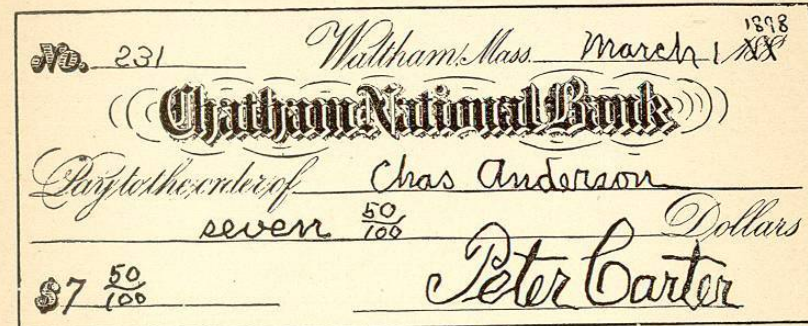 No. 231 Waltham, Mass. March 1 1898
Chatham National Bank
Pay to the order of Chas Anderson
seven 50/100 Dollars
$7 50/100 Peter Carter